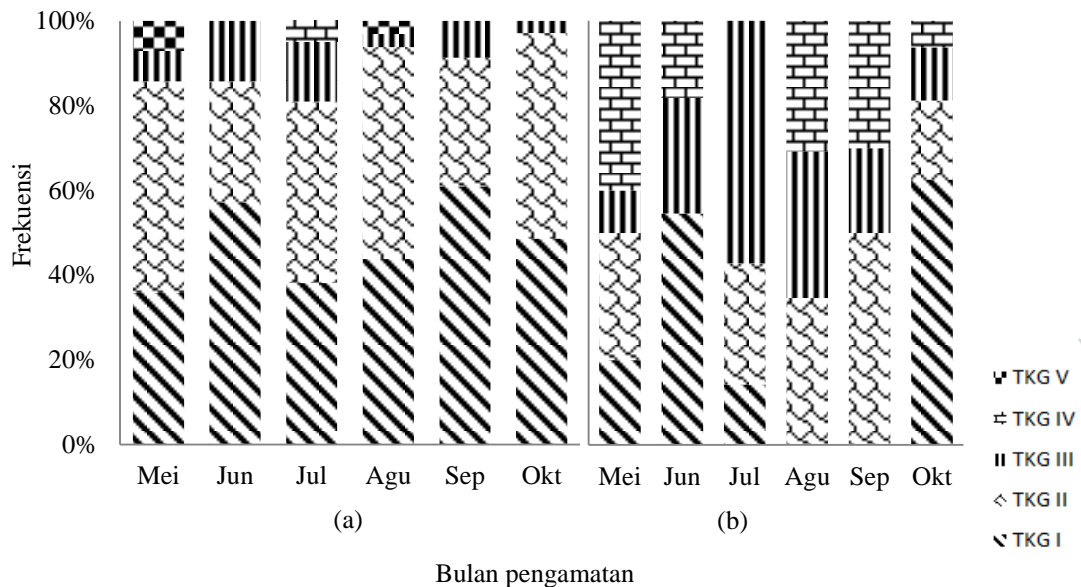 100%
80%
60%
40%
20%
0%
Frekuensi
Mei Jun Jul Agu Sep Okt
Mei Jun Jul Agu Sep Okt
(a)
(b)
Bulan pengamatan
TKG V
TKG IV
TKG III
TKG II
TKG I